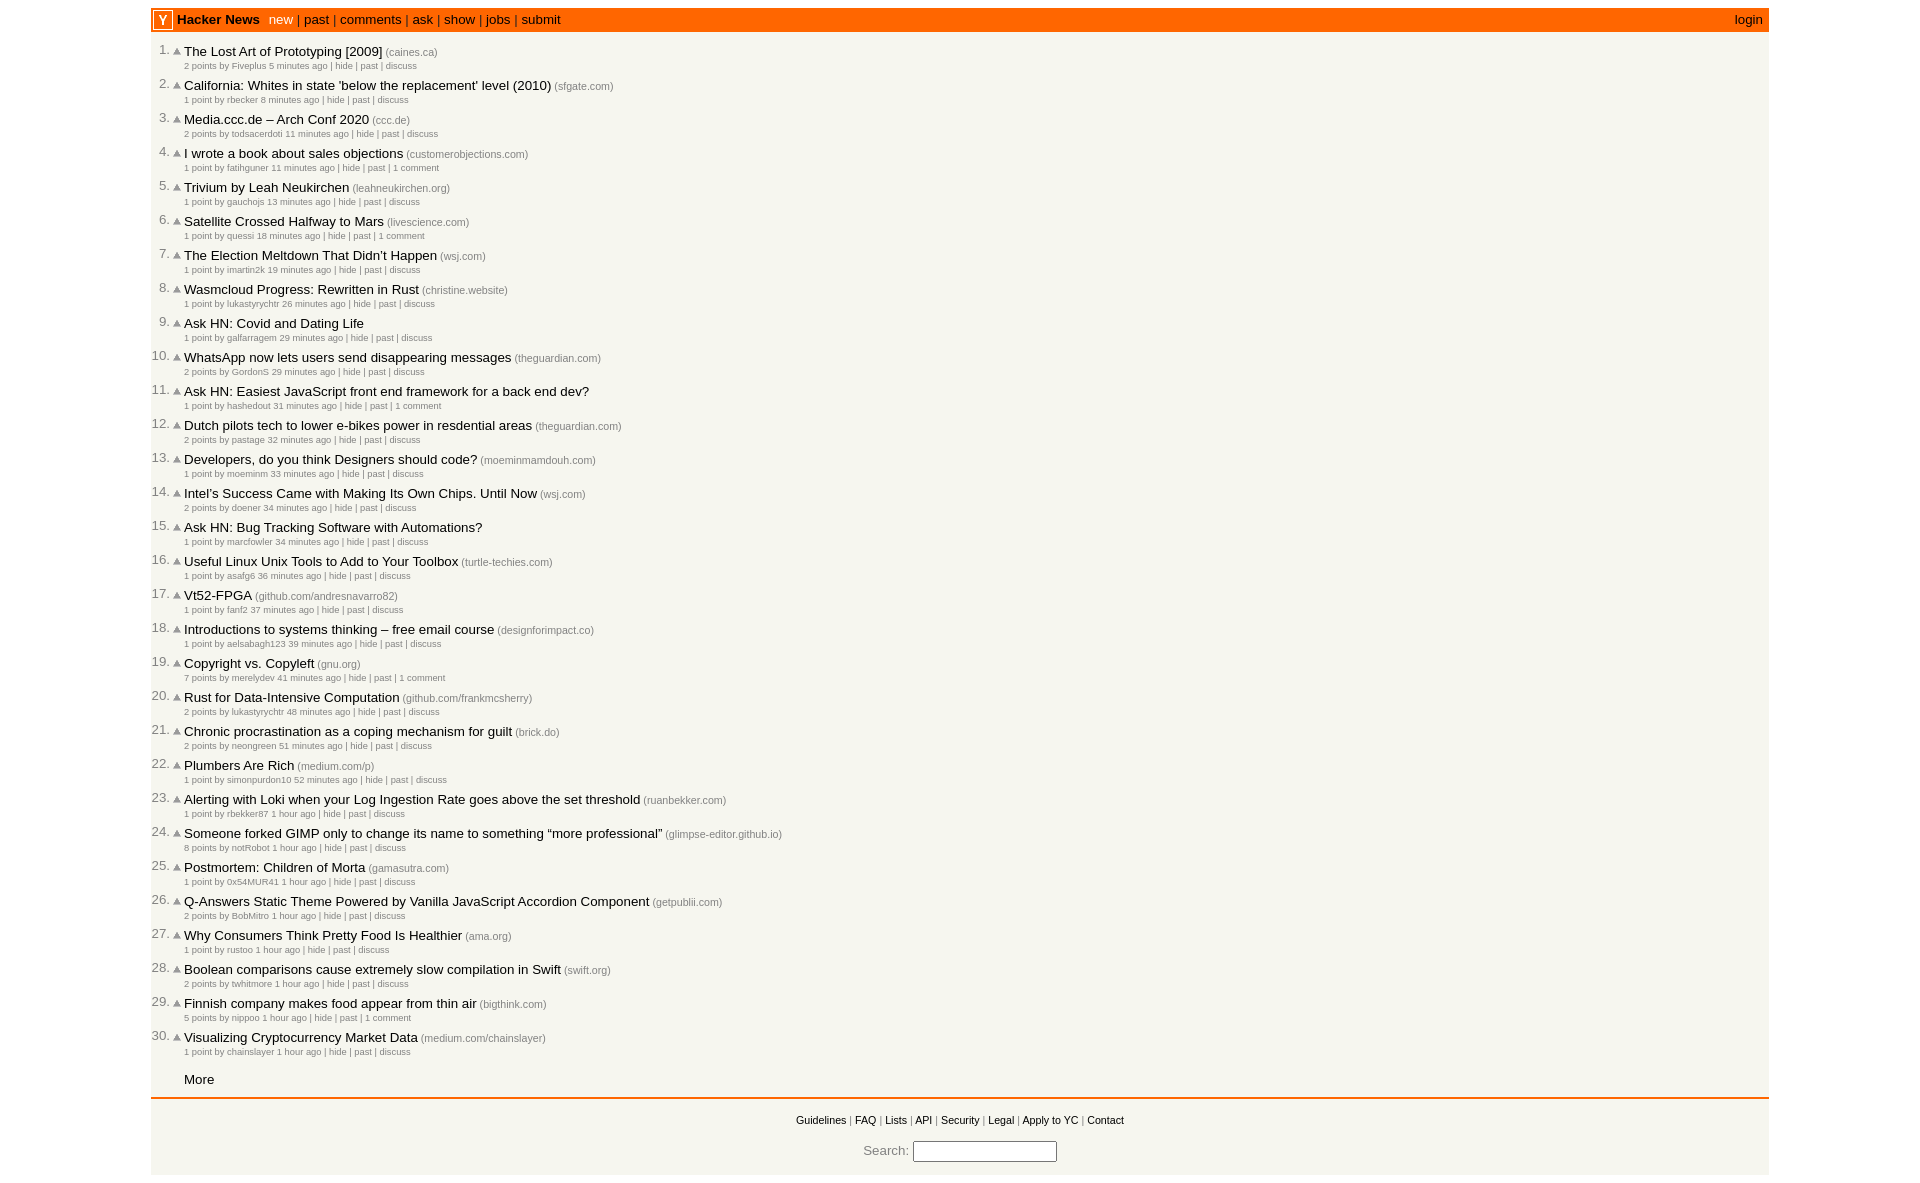 Y Hacker News new | past | comments | ask | show | jobs | submit login
1. The Lost Art of Prototyping [2009] (caines.ca)
2 points by Fiveplus 5 minutes ago | hide | past | discuss
2. California: Whites in state 'below the replacement' level (2010) (sfgate.com)
1 point by rbecker 8 minutes ago | hide | past | discuss
3. Media.ccc.de – Arch Conf 2020 (ccc.de)
2 points by todsacerdoti 11 minutes ago | hide | past | discuss
4. I wrote a book about sales objections (customerobjections.com)
1 point by fatihguner 11 minutes ago | hide | past | 1 comment
5. Trivium by Leah Neukirchen (leahneukirchen.org)
1 point by gauchojs 13 minutes ago | hide | past | discuss
6. Satellite Crossed Halfway to Mars (livescience.com)
1 point by quessi 18 minutes ago | hide | past | 1 comment
7. The Election Meltdown That Didn’t Happen (wsj.com)
1 point by imartin2k 19 minutes ago | hide | past | discuss
8. Wasmcloud Progress: Rewritten in Rust (christine.website)
1 point by lukastyrychtr 26 minutes ago | hide | past | discuss
9. Ask HN: Covid and Dating Life
1 point by galfarragem 29 minutes ago | hide | past | discuss
10. WhatsApp now lets users send disappearing messages (theguardian.com)
2 points by GordonS 29 minutes ago | hide | past | discuss
11. Ask HN: Easiest JavaScript front end framework for a back end dev?
1 point by hashedout 31 minutes ago | hide | past | 1 comment
12. Dutch pilots tech to lower e-bikes power in resdential areas (theguardian.com)
2 points by pastage 32 minutes ago | hide | past | discuss
13. Developers, do you think Designers should code? (moeinmamdouh.com)
1 point by moeminm 33 minutes ago | hide | past | discuss
14. Intel’s Success Came with Making Its Own Chips. Until Now (wsj.com)
2 points by doener 34 minutes ago | hide | past | discuss
15. Ask HN: Bug Tracking Software with Automations?
1 point by marcfowler 34 minutes ago | hide | past | discuss
16. Useful Linux Unix Tools to Add to Your Toolbox (turtle-techies.com)
1 point by asafg6 36 minutes ago | hide | past | discuss
17. Vt52-FPGA (github.com/andresnavarro82)
1 point by fanf2 37 minutes ago | hide | past | discuss
18. Introductions to systems thinking – free email course (designforimpact.co)
1 point by aelsabagh123 39 minutes ago | hide | past | discuss
19. Copyright vs. Copyleft (gnu.org)
7 points by merelydev 41 minutes ago | hide | past | 1 comment
20. Rust for Data-Intensive Computation (github.com/frankmcsherry)
2 points by lukastyrychtr 48 minutes ago | hide | past | discuss
21. Chronic procrastination as a coping mechanism for guilt (brick.do)
2 points by neongreen 51 minutes ago | hide | past | discuss
22. Plumbers Are Rich (medium.com/p)
1 point by simonpurdon10 52 minutes ago | hide | past | discuss
23. Alerting with Loki when your Log Ingestion Rate goes above the set threshold (ruanbekker.com)
1 point by rbekker87 1 hour ago | hide | past | discuss
24. Someone forked GIMP only to change its name to something “more professional” (glimpse-editor.github.io)
8 points by notRobot 1 hour ago | hide | past | discuss
25. Postmortem: Children of Morta (gamasutra.com)
1 point by 0x54MUR41 1 hour ago | hide | past | discuss
26. Q-Answers Static Theme Powered by Vanilla JavaScript Accordion Component (getpublii.com)
2 points by BobMitro 1 hour ago | hide | past | discuss
27. Why Consumers Think Pretty Food Is Healthier (ama.org)
1 point by rustoo 1 hour ago | hide | past | discuss
28. Boolean comparisons cause extremely slow compilation in Swift (swift.org)
2 points by twhitmore 1 hour ago | hide | past | discuss
29. Finnish company makes food appear from thin air (bigthink.com)
5 points by nippoo 1 hour ago | hide | past | 1 comment
30. Visualizing Cryptocurrency Market Data (medium.com/chainslayer)
1 point by chainslayer 1 hour ago | hide | past | discuss
More
Guidelines | FAQ | Lists | API | Security | Legal | Apply to YC | Contact
Search: